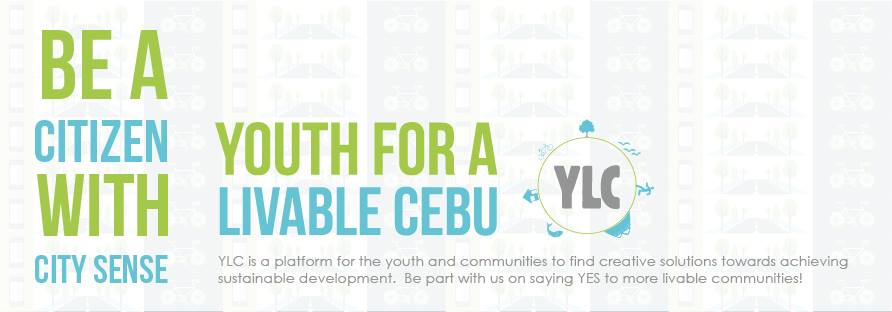 BE A
CITIZEN
WITH
CITY SENSE
YOUTH FOR A
LIVABLE CEBU
YLC
YLC is a platform for the youth and communities to find creative solutions towards achieving
sustainable development.  Be part with us on saying YES to more livable communities!